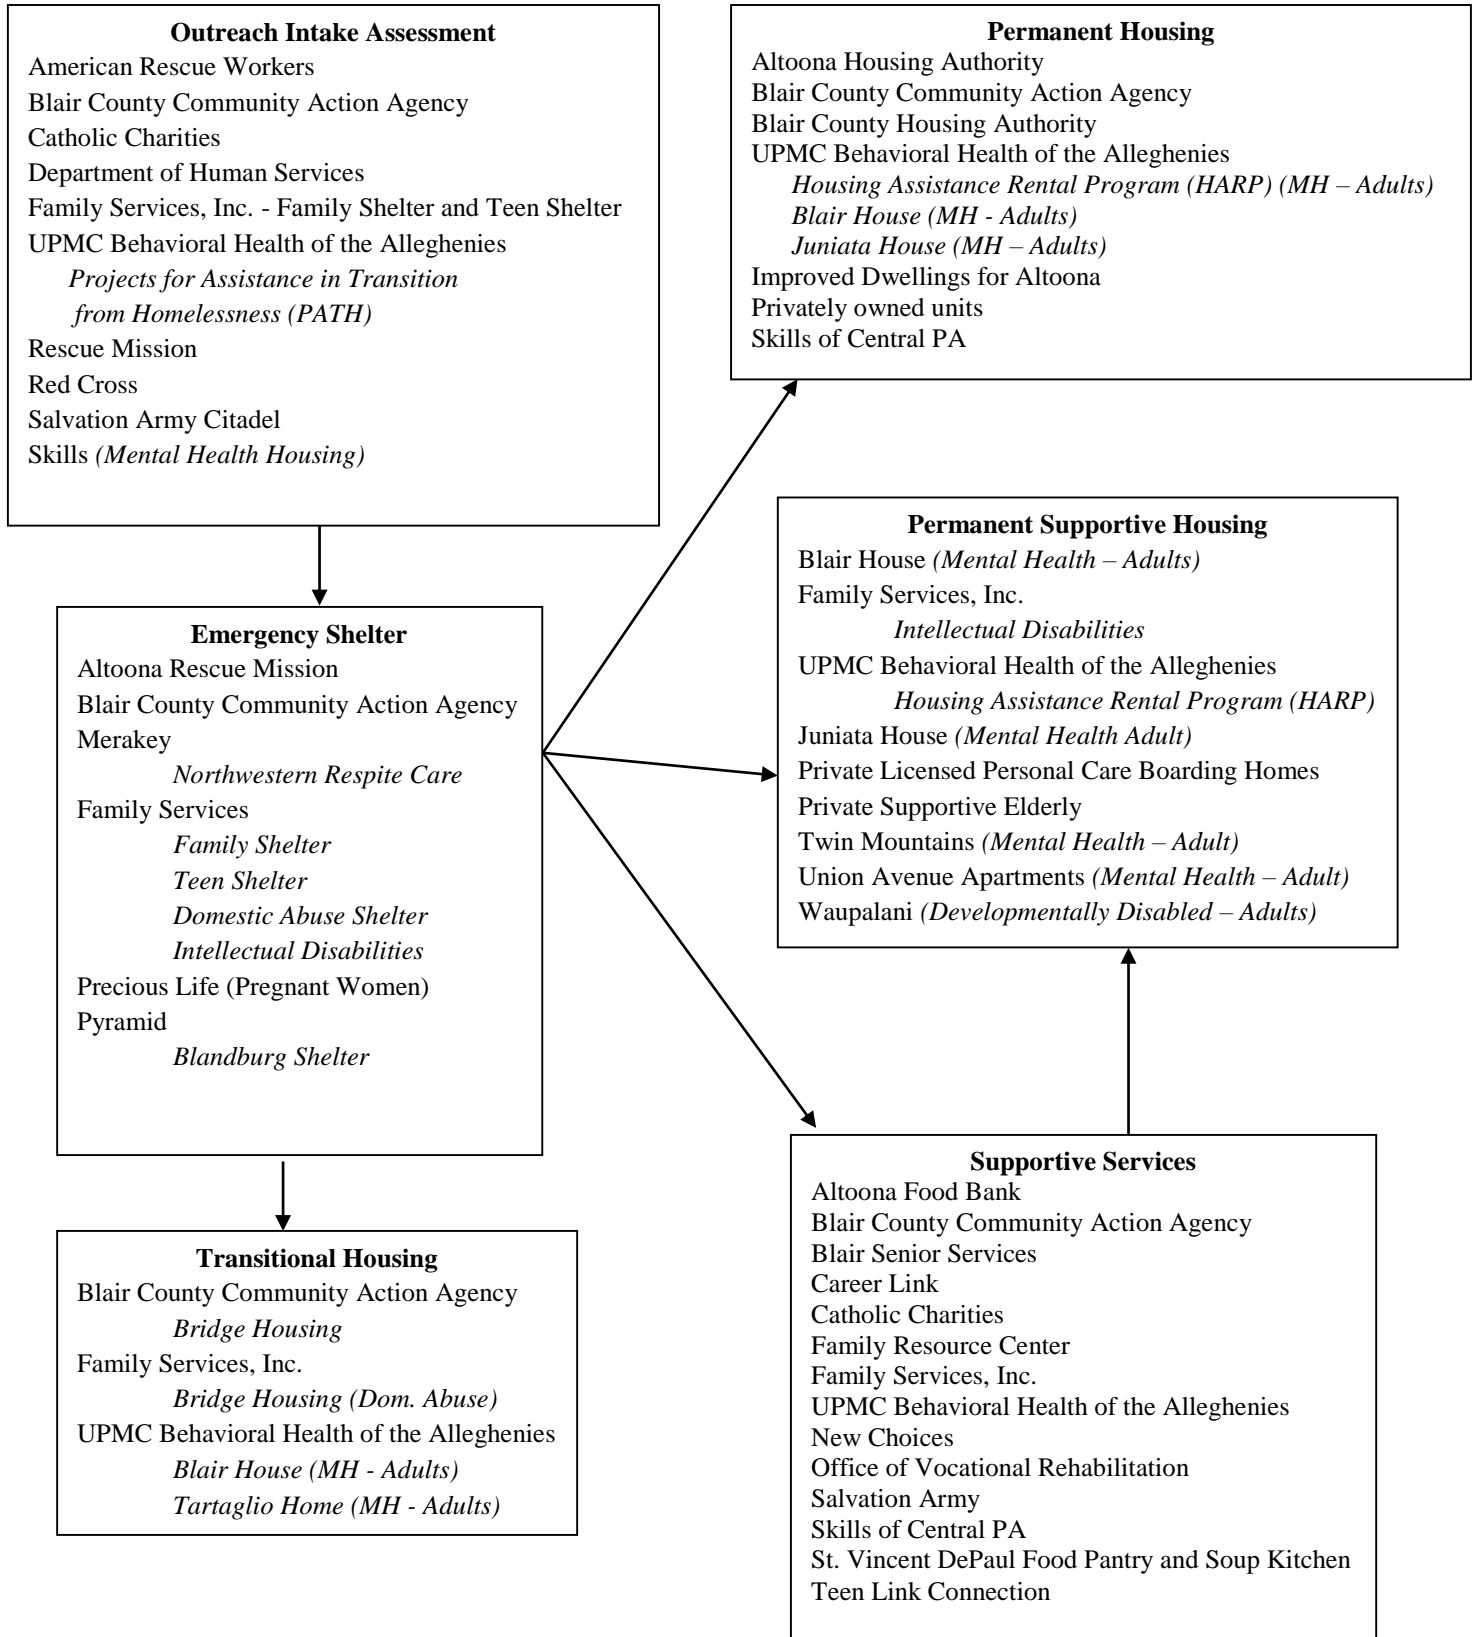 Outreach Intake Assessment
American Rescue Workers
Blair County Community Action Agency
Catholic Charities
Department of Human Services
Family Services, Inc. - Family Shelter and Teen Shelter
UPMC Behavioral Health of the Alleghenies
Projects for Assistance in Transition
from Homelessness (PATH)
Rescue Mission
Red Cross
Salvation Army Citadel
Skills (Mental Health Housing)
Permanent Housing
Altoona Housing Authority
Blair County Community Action Agency
Blair County Housing Authority
UPMC Behavioral Health of the Alleghenies
Housing Assistance Rental Program (HARP) (MH – Adults)
Blair House (MH - Adults)
Juniata House (MH – Adults)
Improved Dwellings for Altoona
Privately owned units
Skills of Central PA
Emergency Shelter
Altoona Rescue Mission
Blair County Community Action Agency
Merakey
Northwestern Respite Care
Family Services
Family Shelter
Teen Shelter
Domestic Abuse Shelter
Intellectual Disabilities
Precious Life (Pregnant Women)
Pyramid
Blandburg Shelter
Permanent Supportive Housing
Blair House (Mental Health – Adults)
Family Services, Inc.
Intellectual Disabilities
UPMC Behavioral Health of the Alleghenies
Housing Assistance Rental Program (HARP)
Juniata House (Mental Health Adult)
Private Licensed Personal Care Boarding Homes
Private Supportive Elderly
Twin Mountains (Mental Health – Adult)
Union Avenue Apartments (Mental Health – Adult)
Waupalani (Developmentally Disabled – Adults)
Transitional Housing
Blair County Community Action Agency
Bridge Housing
Family Services, Inc.
Bridge Housing (Dom. Abuse)
UPMC Behavioral Health of the Alleghenies
Blair House (MH - Adults)
Tartaglio Home (MH - Adults)
Supportive Services
Altoona Food Bank
Blair County Community Action Agency
Blair Senior Services
Career Link
Catholic Charities
Family Resource Center
Family Services, Inc.
UPMC Behavioral Health of the Alleghenies
New Choices
Office of Vocational Rehabilitation
Salvation Army
Skills of Central PA
St. Vincent DePaul Food Pantry and Soup Kitchen
Teen Link Connection